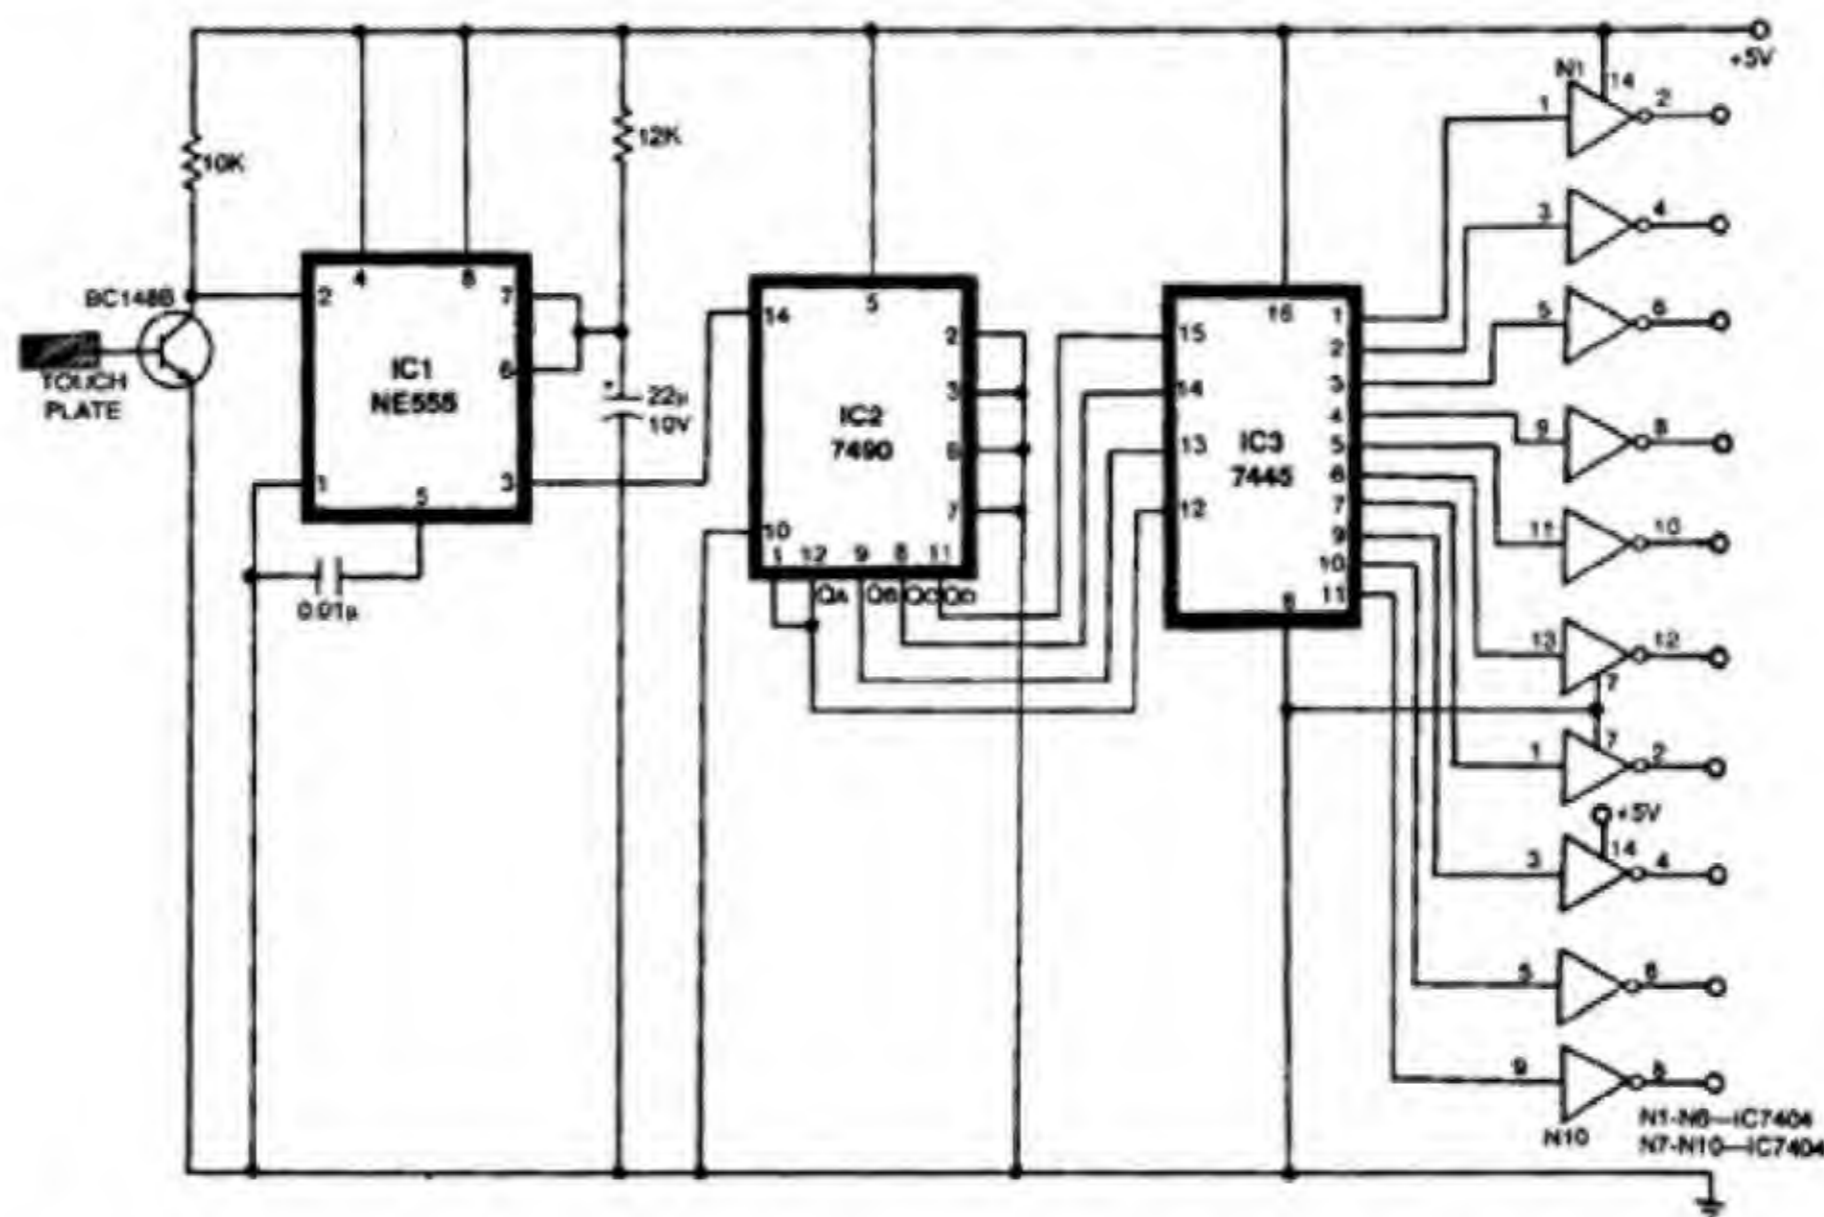 +5V
N1
14
1
2
10K
12K
3
4
BC148B
TOUCH
PLATE
4
8
2
7
IC1
NE555
6
1
5
3
0.01µ
22µ
10V
5
14
2
3
IC2
7490
6
7
10
1 12 9 8 11
QA QB QC QD
16
15
14
13
12
IC3
7445
8
1
2
3
4
5
6
7
9
10
11
5
6
9
8
11
10
13
12
7
7
1
2
+5V
14
3
4
5
6
9
8
N10
N1-N6—IC7404
N7-N10—IC7404